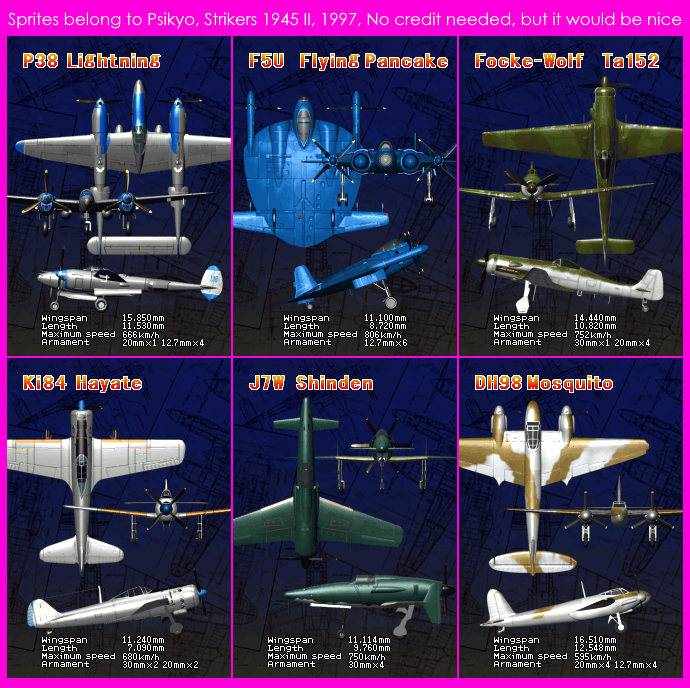 Sprites belong to Psikyo, Strikers 1945 II, 1997, No credit needed, but it would be nice
P38 Lightning
F5U Flying Pancake
Focke-Wolf Ta152
Wingspan 15.850mm
Length 11.530mm
Maximum speed 666km/h
Armament 20mm×1 12.7mm×4
Wingspan 11.100mm
Length 8.720mm
Maximum speed 806km/h
Armament 12.7mm×6
Wingspan 14.440mm
Length 10.820mm
Maximum speed 752km/h
Armament 30mm×1 20mm×4
Ki84 Hayate
J7W Shinden
DH98 Mosquito
Wingspan 11.240mm
Length 7.090mm
Maximum speed 680km/h
Armament 30mm×2 20mm×2
Wingspan 11.114mm
Length 9.760mm
Maximum speed 750km/h
Armament 30mm×4
Wingspan 16.510mm
Length 12.548mm
Maximum speed 595km/h
Armament 20mm×4 12.7mm×4